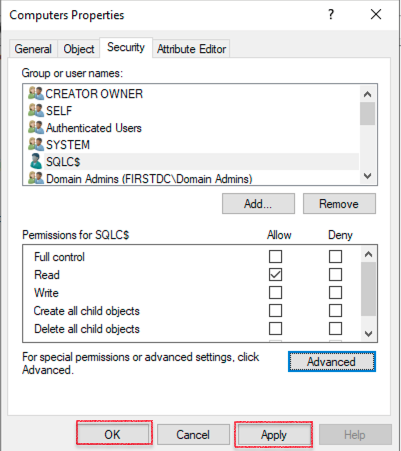 Computers Properties
? ×
General Object Security Attribute Editor
Group or user names:
CREATOR OWNER
SELF
Authenticated Users
SYSTEM
SQLC$
Domain Admins (FIRSTDC\Domain Admins)
Add... Remove
Permissions for SQLC$ Allow Deny
Full control
Read
Write
Create all child objects
Delete all child objects
For special permissions or advanced settings, click
Advanced.
Advanced
OK Cancel Apply Help